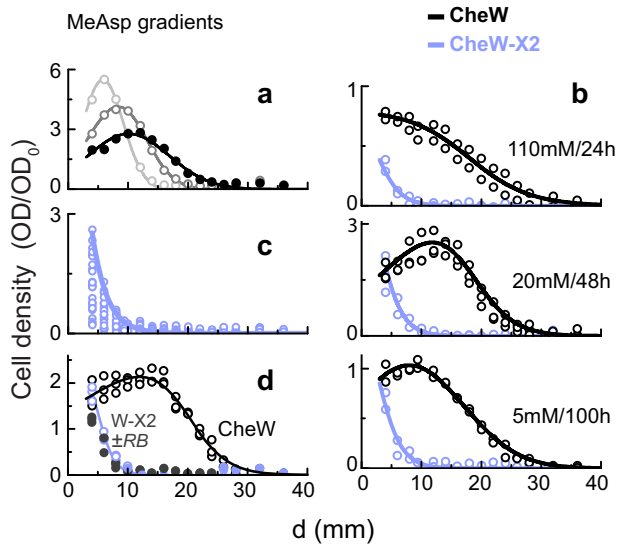 MeAsp gradients
CheW
CheW-X2
Cell density (OD/OD₀)
6
3
0
a
3
0
c
2
1
0
d
W-X2
±RB
CheW
0 10 20 30 40
1
0
b
110mM/24h
3
0
20mM/48h
1
0
5mM/100h
0 10 20 30 40
d (mm)